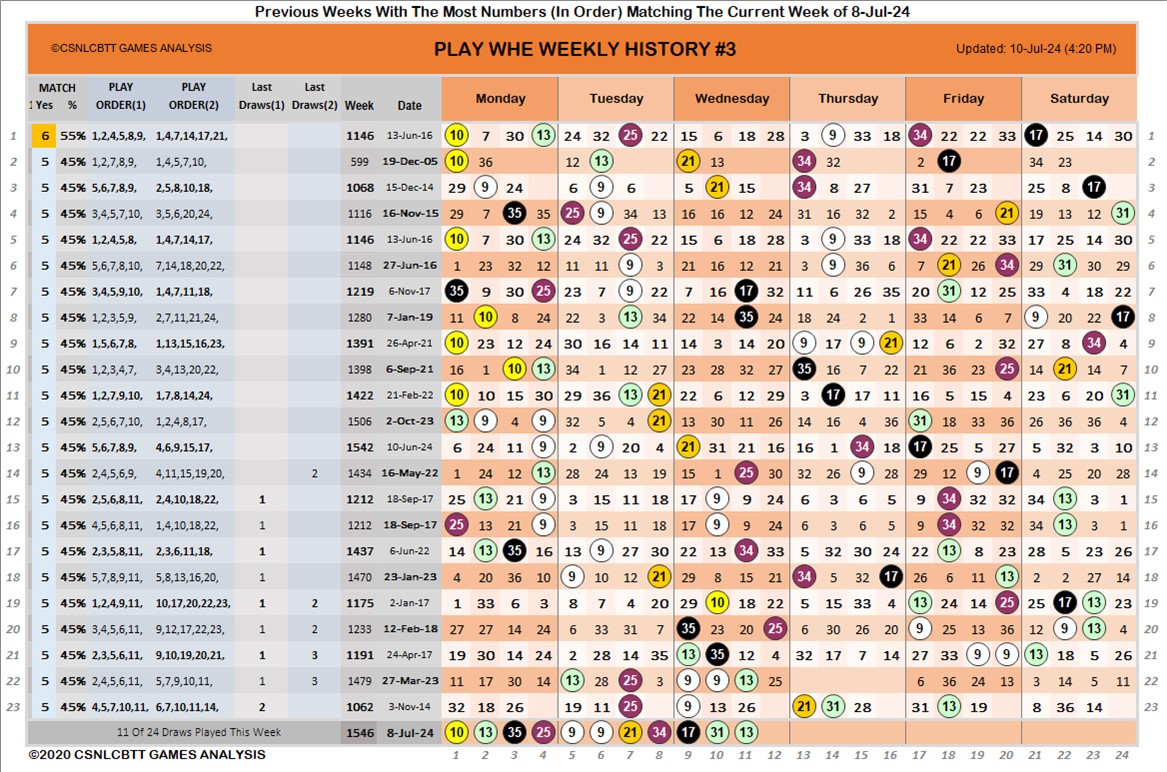 Previous Weeks With The Most Numbers (In Order) Matching The Current Week of 8-Jul-24
©CSNLCBTT GAMES ANALYSIS PLAY WHE WEEKLY HISTORY #3 Updated: 10-Jul-24 (4:20 PM)
MATCH PLAY PLAY Last Last
1 Yes % ORDER(1) ORDER(2) Draws(1) Draws(2) Week Date Monday Tuesday Wednesday Thursday Friday Saturday
1 6 55% 1,2,4,5,8,9, 1,4,7,14,17,21, 1146 13-Jun-16 10 7 30 13 24 32 25 22 15 6 18 28 3 9 33 18 34 22 22 33 17 25 14 30 1
2 5 45% 1,2,7,8,9, 1,4,5,7,10, 599 19-Dec-05 10 36 12 13 21 13 34 32 2 17 34 23 2
3 5 45% 5,6,7,8,9, 2,5,8,10,18, 1068 15-Dec-14 29 9 24 6 9 6 5 21 15 34 8 27 31 7 23 25 8 17 3
4 5 45% 3,4,5,7,10, 3,5,6,20,24, 1116 16-Nov-15 29 7 35 35 25 9 34 13 16 16 12 24 31 16 32 2 15 4 6 21 19 13 12 31 4
5 5 45% 1,2,4,5,8, 1,4,7,14,17, 1146 13-Jun-16 10 7 30 13 24 32 25 22 15 6 18 28 3 9 33 18 34 22 22 33 17 25 14 30 5
6 5 45% 5,6,7,8,10, 7,14,18,20,22, 1148 27-Jun-16 1 23 32 12 11 11 9 3 21 16 12 21 3 9 36 6 7 21 26 34 29 31 30 29 6
7 5 45% 3,4,5,9,10, 1,4,7,11,18, 1219 6-Nov-17 35 9 30 25 23 7 9 22 7 16 17 32 11 6 26 35 20 31 12 25 33 4 18 22 7
8 5 45% 1,2,3,5,9, 2,7,11,21,24, 1280 7-Jan-19 11 10 8 24 22 3 13 34 22 14 35 24 18 24 2 1 33 14 6 7 9 20 22 17 8
9 5 45% 1,5,6,7,8, 1,13,15,16,23, 1391 26-Apr-21 10 23 12 24 30 16 14 11 14 3 14 20 9 17 9 21 12 6 2 32 27 8 34 4 9
10 5 45% 1,2,3,4,7, 3,4,13,20,22, 1398 6-Sep-21 16 1 10 13 34 1 12 27 23 28 32 27 35 16 7 22 21 36 23 25 14 21 14 7 10
11 5 45% 1,2,7,9,10, 1,7,8,14,24, 1422 21-Feb-22 10 10 15 30 29 36 13 21 22 6 12 29 3 17 17 11 16 5 15 4 23 6 20 31 11
12 5 45% 2,5,6,7,10, 1,2,4,8,17, 1506 2-Oct-23 13 9 4 9 32 5 4 21 13 30 11 26 14 16 4 36 31 18 33 36 26 36 36 4 12
13 5 45% 5,6,7,8,9, 4,6,9,15,17, 1542 10-Jun-24 6 24 11 9 2 9 20 4 21 31 21 16 16 1 34 18 17 25 5 27 5 32 3 10 13
14 5 45% 2,4,5,6,9, 4,11,15,19,20, 2 1434 16-May-22 1 24 12 13 28 24 13 19 15 1 25 30 32 26 9 28 29 12 9 17 4 25 20 28 14
15 5 45% 2,5,6,8,11, 2,4,10,18,22, 1 1212 18-Sep-17 25 13 21 9 3 15 11 18 17 9 9 24 6 3 6 5 9 34 32 32 34 13 3 1 15
16 5 45% 4,5,6,8,11, 1,4,10,18,22, 1 1212 18-Sep-17 25 13 21 9 3 15 11 18 17 9 9 24 6 3 6 5 9 34 32 32 34 13 3 1 16
17 5 45% 2,3,5,8,11, 2,3,6,11,18, 1 1437 6-Jun-22 14 13 35 16 13 9 27 30 22 13 34 33 5 32 30 24 22 13 8 23 28 5 23 26 17
18 5 45% 5,7,8,9,11, 5,8,13,16,20, 1 1470 23-Jan-23 4 20 36 10 9 10 12 21 29 8 15 21 34 5 32 17 26 6 11 13 2 2 27 14 18
19 5 45% 1,2,4,9,11, 10,17,20,22,23, 1 2 1175 2-Jan-17 1 33 6 3 8 7 4 20 29 10 18 22 5 15 33 4 13 24 14 25 25 17 13 23 19
20 5 45% 3,4,5,6,11, 9,12,17,22,23, 1 2 1235 26-Feb-18 27 27 14 24 6 33 31 7 35 23 20 25 6 30 26 20 9 25 13 36 12 9 13 4 20
21 5 45% 2,3,5,6,11, 9,10,19,20,21, 1 3 1191 24-Apr-17 19 30 14 24 2 28 14 35 13 35 12 4 32 17 7 14 27 33 9 9 13 18 5 26 21
22 5 45% 2,4,5,6,11, 5,7,9,10,11, 1 3 1479 27-Mar-23 11 17 30 14 13 28 25 3 9 9 13 25 6 36 24 13 3 14 5 11 22
23 5 45% 4,5,7,10,11, 6,7,10,11,14, 2 1062 3-Nov-14 32 18 26 19 11 25 9 13 26 21 31 28 31 13 19 8 36 14 23
11 Of 24 Draws Played This Week 1546 8-Jul-24 10 13 35 25 9 9 21 34 17 31 13
©2020 CSNLCBTT GAMES ANALYSIS 1 2 3 4 5 6 7 8 9 10 11 12 13 14 15 16 17 18 19 20 21 22 23 24